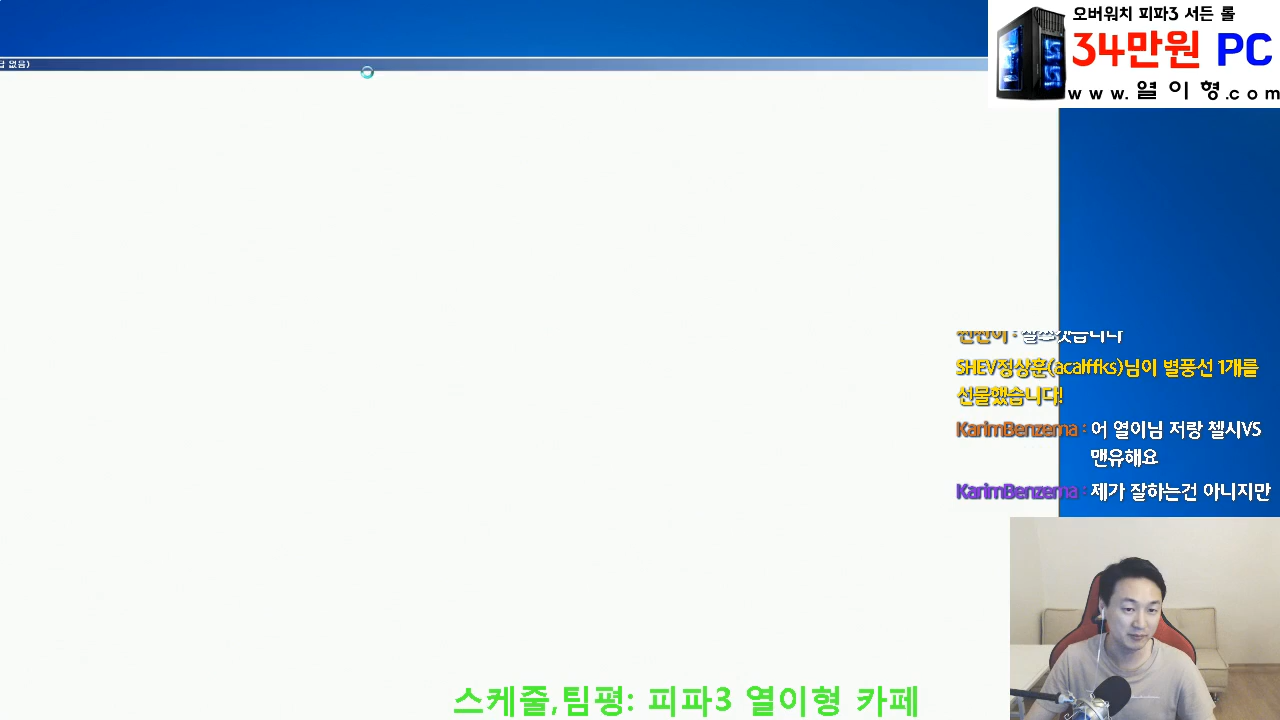 답 없음)
오버워치 피파3 서든 롤
34만원 PC
www.열이형.com
SHEV정상훈(acalffks)님이 별풍선 1개를
선물했습니다!
KarimBenzema : 어 열이님 저랑 첼시VS
맨유해요
KarimBenzema : 제가 잘하는건 아니지만
스케줄,팀평: 피파3 열이형 카페